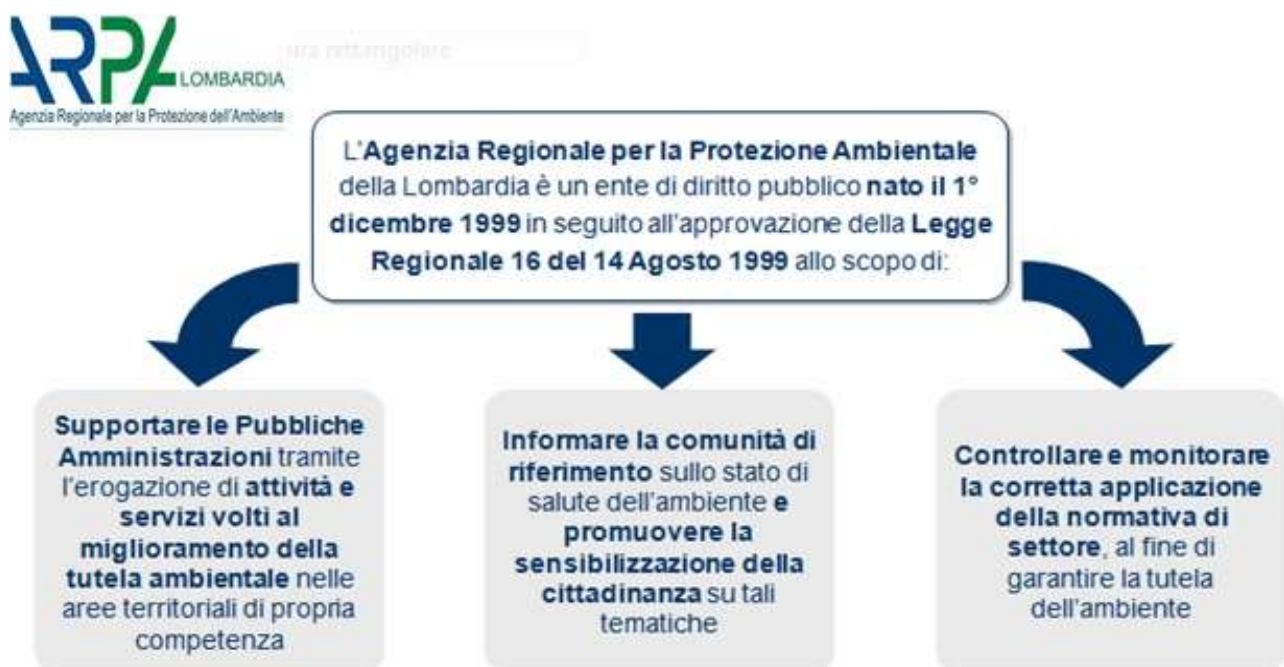 ARPA
LOMBARDIA
Agenzia Regionale per la Protezione dell'Ambiente
L'Agenzia Regionale per la Protezione Ambientale
della Lombardia è un ente di diritto pubblico nato il 1°
dicembre 1999 in seguito all'approvazione della Legge
Regionale 16 del 14 Agosto 1999 allo scopo di:
Supportare le Pubbliche
Amministrazioni tramite
l'erogazione di attività e
servizi volti al
miglioramento della
tutela ambientale nelle
aree territoriali di propria
competenza
Informare la comunità di
riferimento sullo stato di
salute dell'ambiente e
promuovere la
sensibilizzazione della
cittadinanza su tali
tematiche
Controllare e monitorare
la corretta applicazione
della normativa di
settore, al fine di
garantire la tutela
dell'ambiente